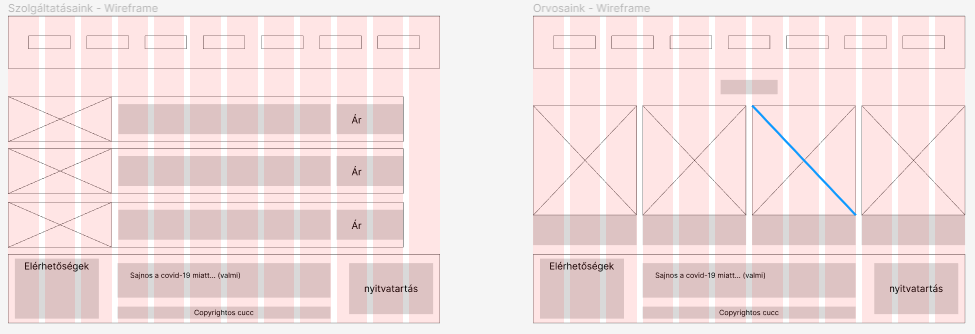 Szolgáltatásaink - Wireframe
Orvosaink - Wireframe
Ár
Ár
Ár
Elérhetőségek
Sajnos a covid-19 miatt... (valmi)
nyitvatartás
Copyrightos cucc
Elérhetőségek
Sajnos a covid-19 miatt... (valmi)
nyitvatartás
Copyrightos cucc